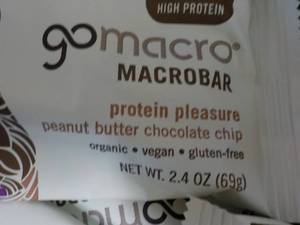 HIGH PROTEIN
gomacro®
MACROBAR
protein pleasure
peanut butter chocolate chip
organic • vegan • gluten-free
NET WT. 2.4 OZ (69g)